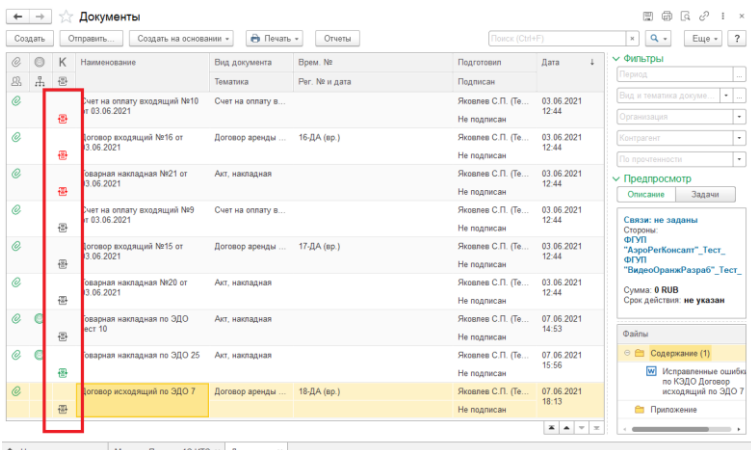 Документы
Создать Отправить... Создать на основании Печать Отчеты Поиск (Ctrl+F) × Еще ?
К Наименование Вид документа Врем. № Подготовил Дата ↓
Тематика Рег. № и дата Подписан
Счет на оплату входящий №10 Счет на оплату в... Яковлев С.П. (Те... 03.06.2021
от 03.06.2021 12:44
Не подписан
Договор входящий №16 от Договор аренды ... 16-ДА (вр.) Яковлев С.П. (Те... 03.06.2021
03.06.2021 12:44
Не подписан
Товарная накладная №21 от Акт, накладная Яковлев С.П. (Те... 03.06.2021
03.06.2021 12:44
Не подписан
Счет на оплату входящий №9 Счет на оплату в... Яковлев С.П. (Те... 03.06.2021
от 03.06.2021 12:44
Не подписан
Договор входящий №15 от Договор аренды ... 17-ДА (вр.) Яковлев С.П. (Те... 03.06.2021
03.06.2021 12:44
Не подписан
Товарная накладная №20 от Акт, накладная Яковлев С.П. (Те... 03.06.2021
03.06.2021 12:44
Не подписан
Товарная накладная по ЭДО Акт, накладная Яковлев С.П. (Те... 07.06.2021
тест 10 14:53
Не подписан
Товарная накладная по ЭДО 25 Акт, накладная Яковлев С.П. (Те... 07.06.2021
15:56
Не подписан
Договор исходящий по ЭДО 7 Договор аренды ... 18-ДА (вр.) Яковлев С.П. (Те... 07.06.2021
18:13
Не подписан
Фильтры
Период ...
Вид и тематика докуме... ...
Организация
Контрагент
По прочтенности
Предпросмотр
Описание Задачи
Связи: не заданы
Стороны:
ФГУП
"АэроРегКонсалт"_Тест_
ФГУП
"ВидеоОранжРазраб"_Тест_
Сумма: 0 RUB
Срок действия: не указан
Файлы
Содержание (1)
Исправленные ошибки
по КЭДО Договор
исходящий по ЭДО 7
Приложение